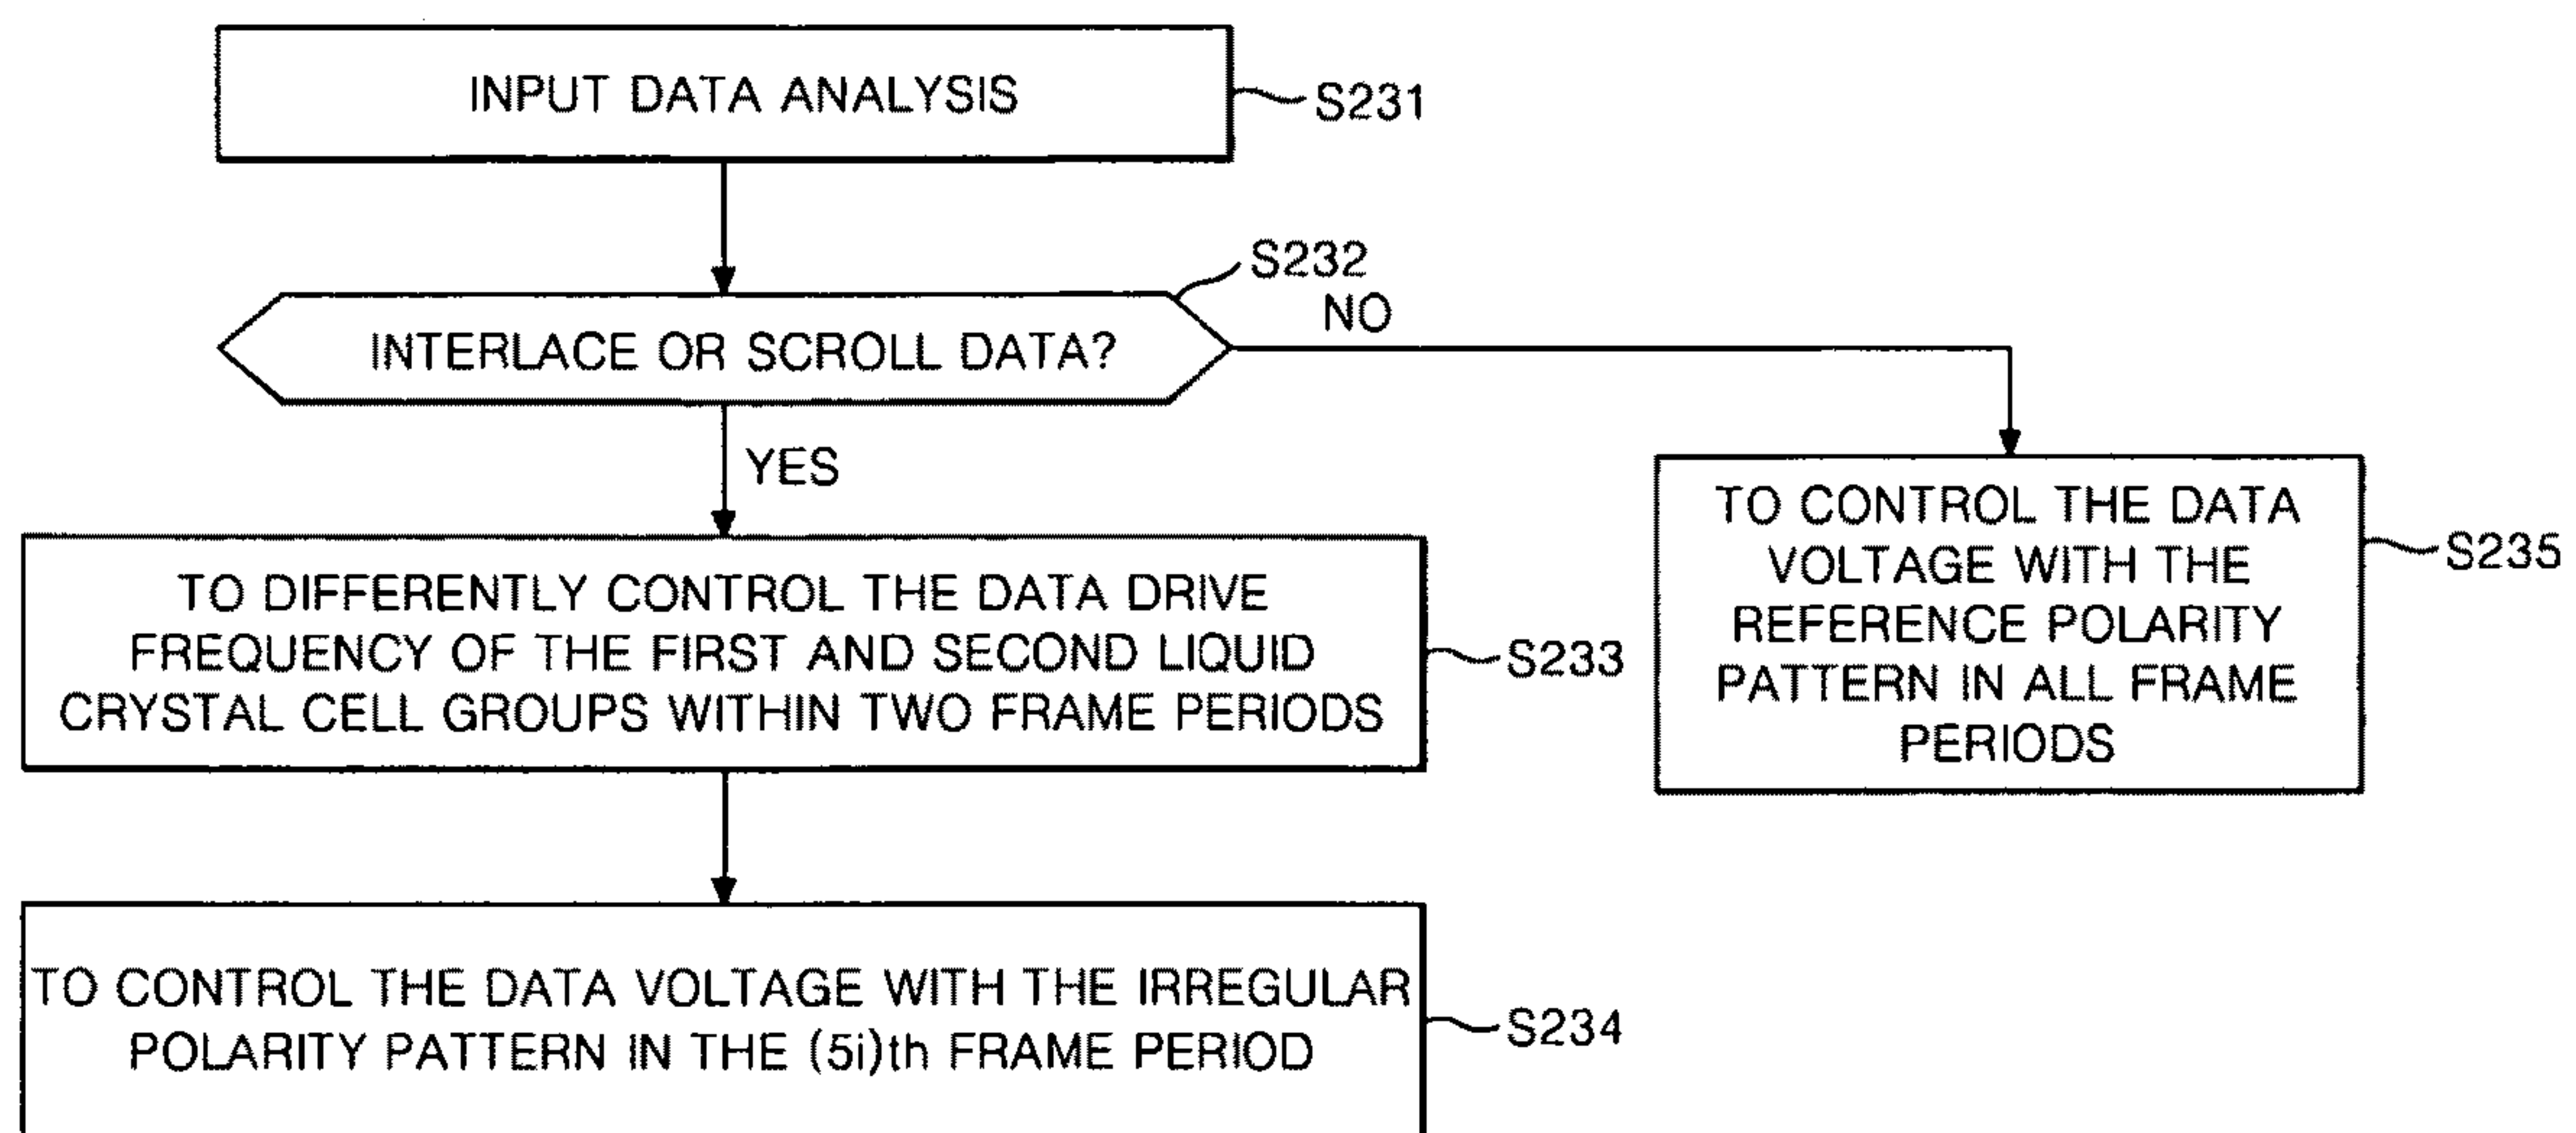 INPUT DATA ANALYSIS
S231
S232
INTERLACE OR SCROLL DATA?
NO
YES
TO DIFFERENTLY CONTROL THE DATA DRIVE
FREQUENCY OF THE FIRST AND SECOND LIQUID
CRYSTAL CELL GROUPS WITHIN TWO FRAME PERIODS
S233
TO CONTROL THE DATA
VOLTAGE WITH THE
REFERENCE POLARITY
PATTERN IN ALL FRAME
PERIODS
S235
TO CONTROL THE DATA VOLTAGE WITH THE IRREGULAR
POLARITY PATTERN IN THE (5i)th FRAME PERIOD
S234